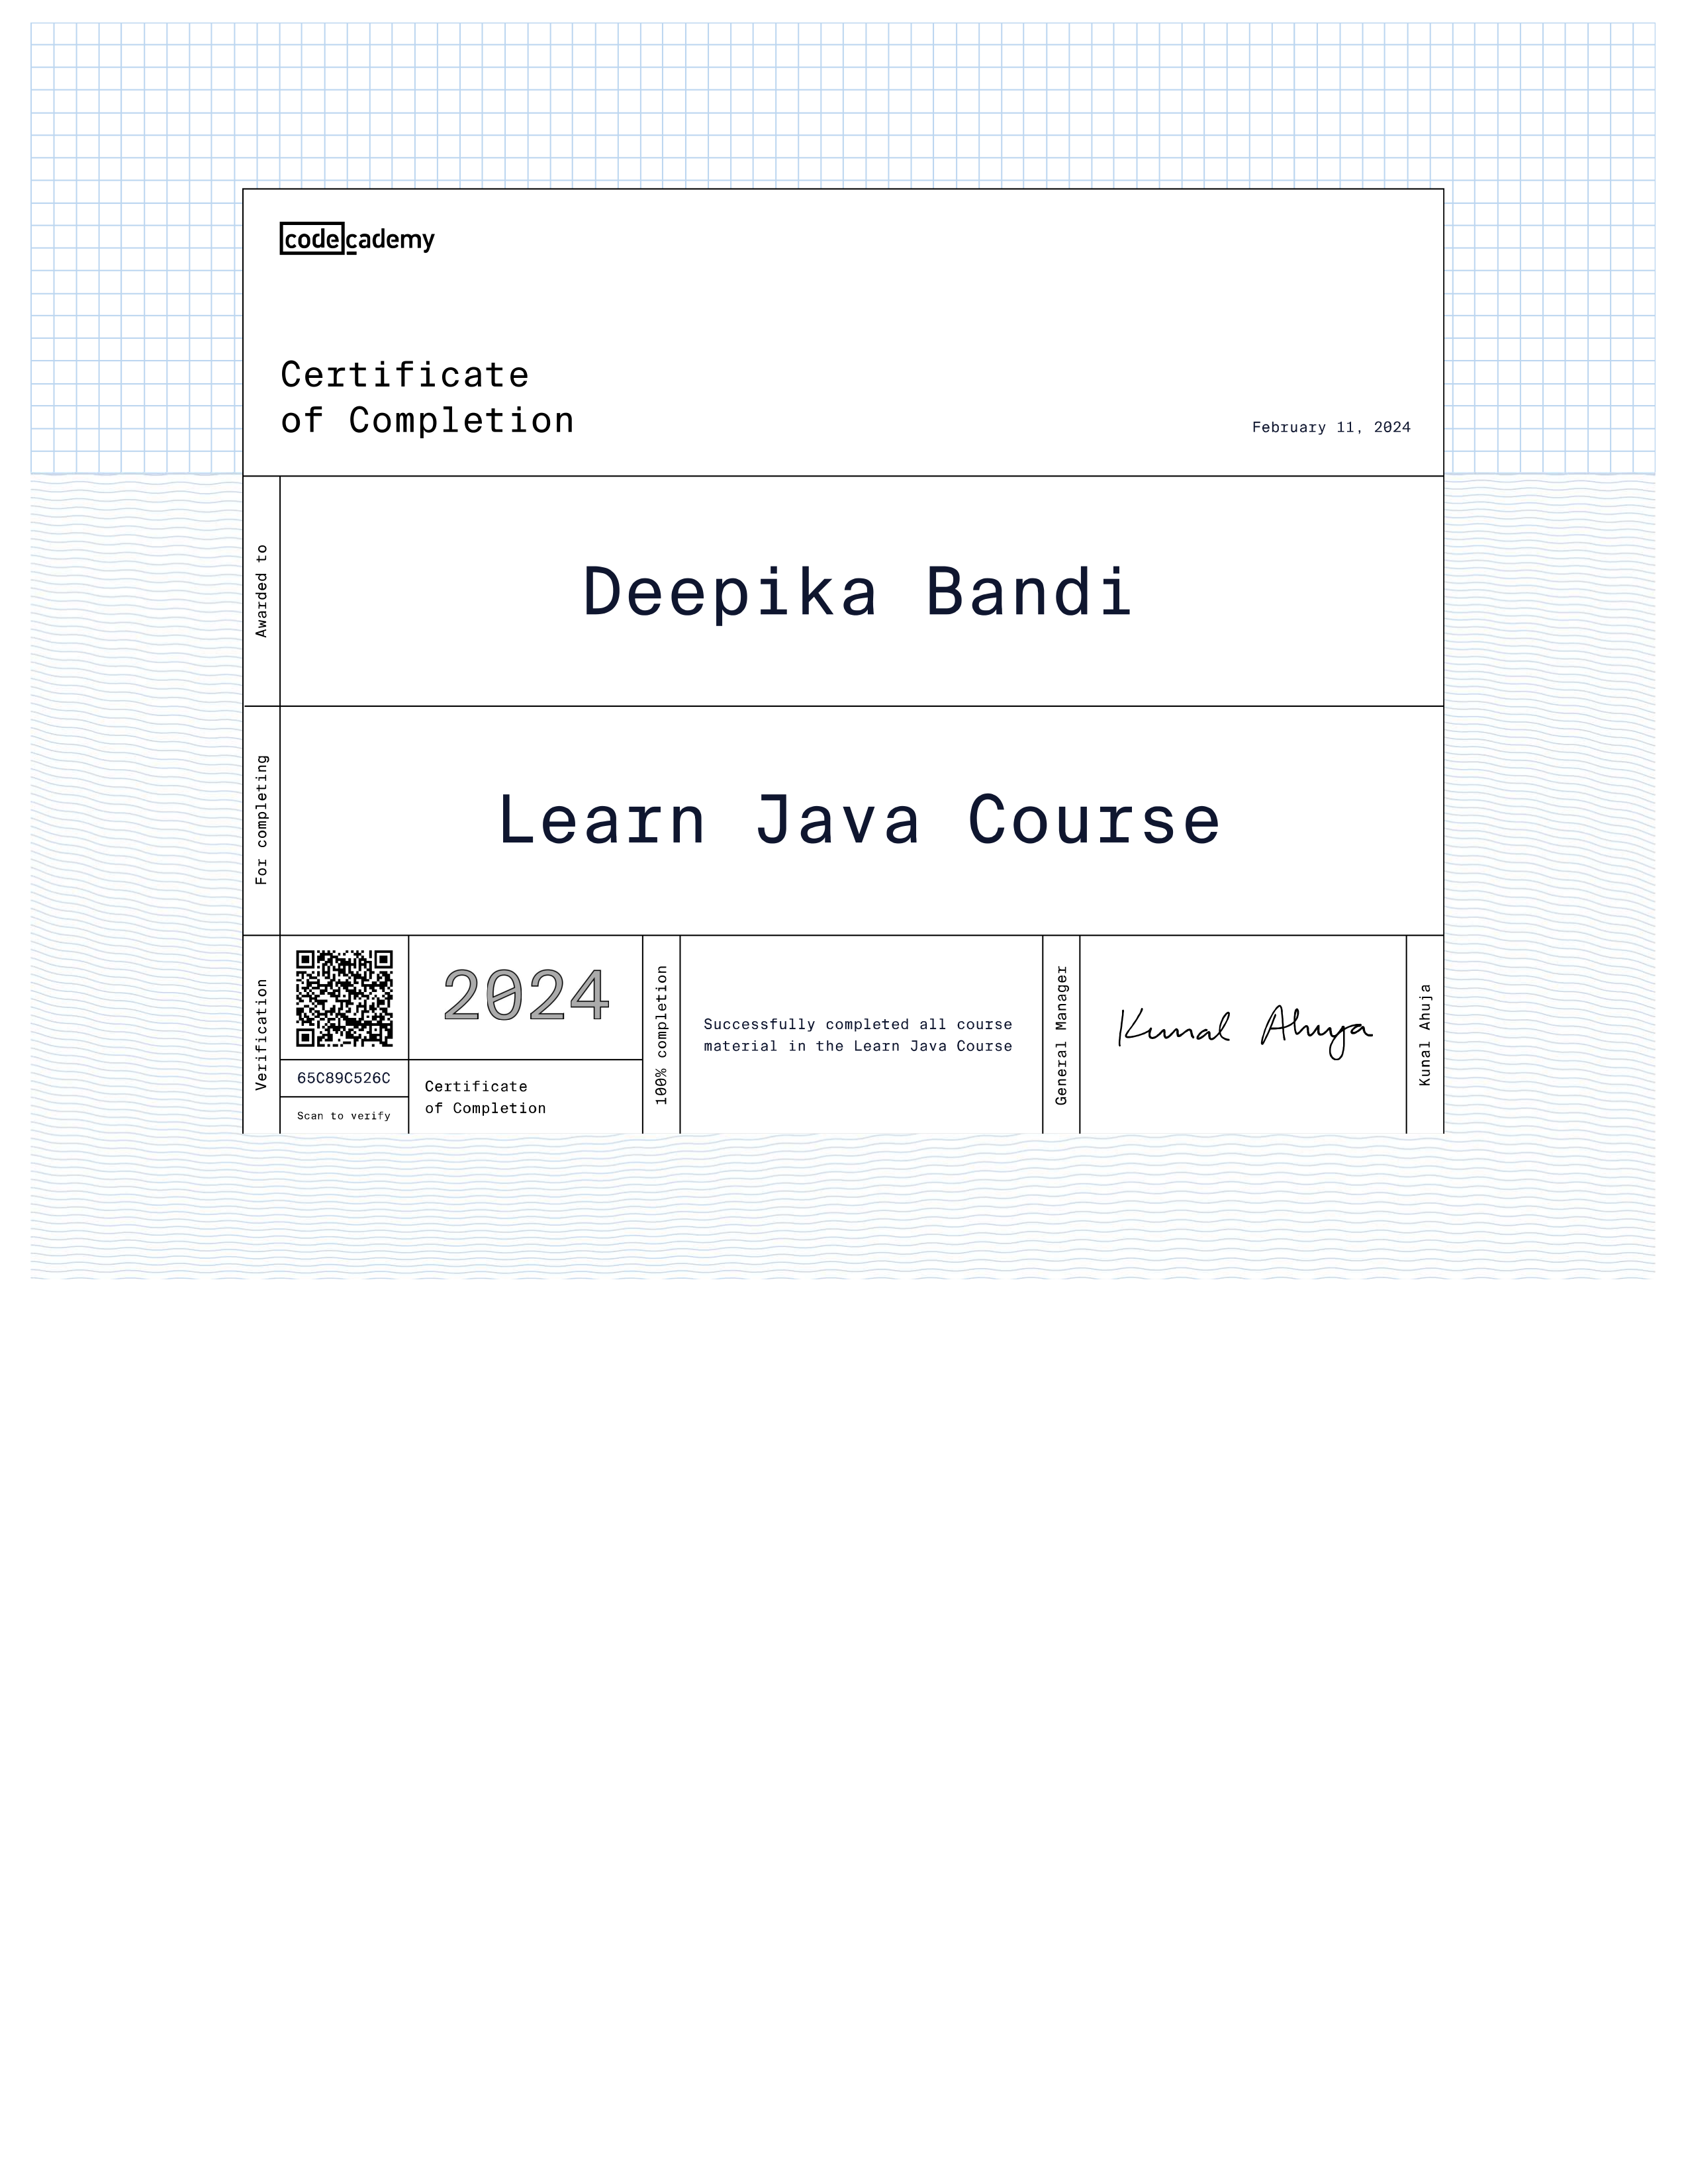 codecademy
Certificate
of Completion
February 11, 2024
Awarded to
Deepika Bandi
For completing
Learn Java Course
Verification
65C89C526C
Scan to verify
2024
Certificate
of Completion
100% completion
Successfully completed all course
material in the Learn Java Course
General Manager
Kunal Ahuja
Kunal Ahuja